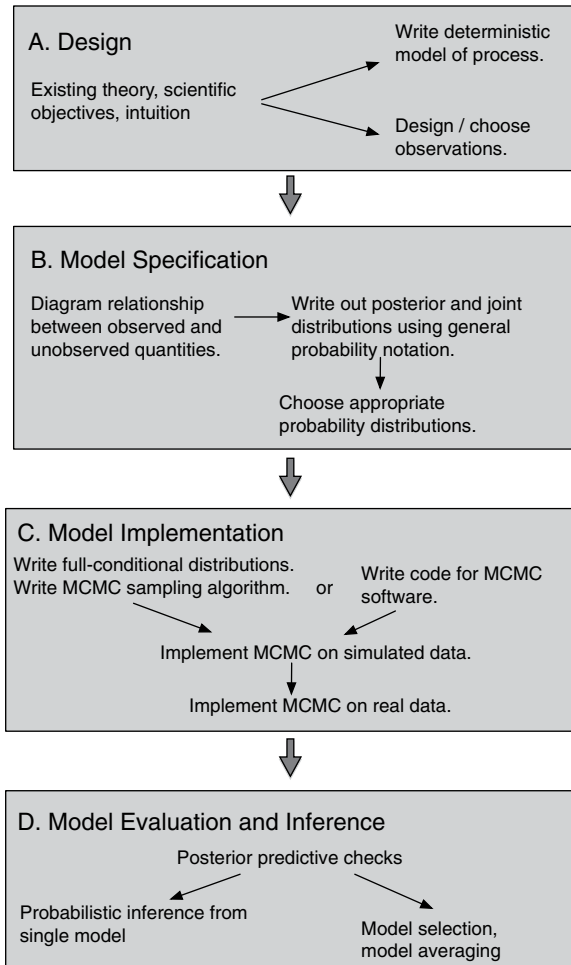 A. Design
Existing theory, scientific
objectives, intuition
Write deterministic
model of process.
Design / choose
observations.
B. Model Specification
Diagram relationship
between observed and
unobserved quantities.
Write out posterior and joint
distributions using general
probability notation.
Choose appropriate
probability distributions.
C. Model Implementation
Write full-conditional distributions.
Write MCMC sampling algorithm.
or
Write code for MCMC
software.
Implement MCMC on simulated data.
Implement MCMC on real data.
D. Model Evaluation and Inference
Posterior predictive checks
Probabilistic inference from
single model
Model selection,
model averaging